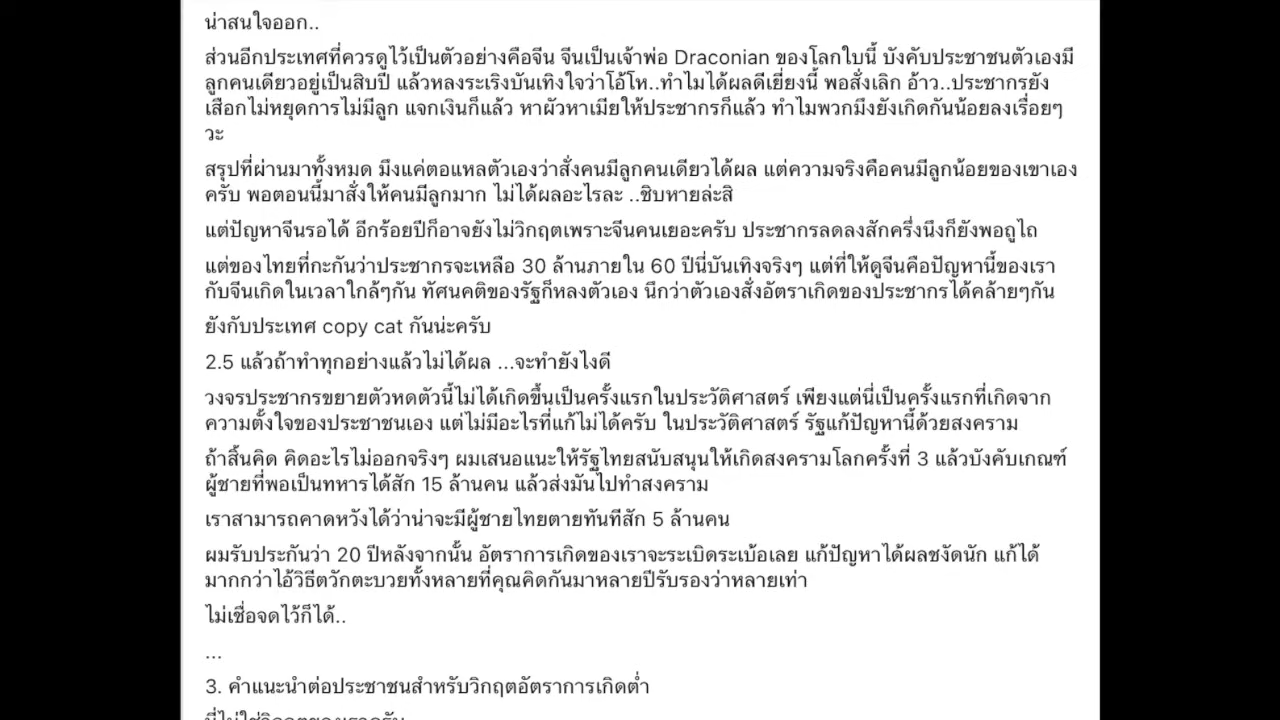 น่าสนใจออก..
ส่วนอีกประเทศที่ควรดูไว้เป็นตัวอย่างคือจีน จีนเป็นเจ้าพ่อ Draconian ของโลกใบนี้ บังคับประชาชนตัวเองมี
ลูกคนเดียวอยู่เป็นสิบปี แล้วหลงระเริงบันเทิงใจว่าโอ้โห..ทำไมได้ผลดีเยี่ยงนี้ พอสั่งเลิก อ้าว..ประชากรยัง
เสือกไม่หยุดการไม่มีลูก แจกเงินก็แล้ว หาผัวหาเมียให้ประชากรก็แล้ว ทำไมพวกมึงยังเกิดกันน้อยลงเรื่อยๆ
วะ
สรุปที่ผ่านมาทั้งหมด มึงแค่ตอแหลตัวเองว่าสั่งคนมีลูกคนเดียวได้ผล แต่ความจริงคือคนมีลูกน้อยของเขาเอง
ครับ พอตอนนี้มาสั่งให้คนมีลูกมาก ไม่ได้ผลอะไรละ ..ชิบหายล่ะสิ
แต่ปัญหาจีนรอได้ อีกร้อยปีก็อาจยังไม่วิกฤตเพราะจีนคนเยอะครับ ประชากรลดลงสักครึ่งนึงก็ยังพอถูไถ
แต่ของไทยที่กะกันว่าประชากรจะเหลือ 30 ล้านภายใน 60 ปีนี่บันเทิงจริงๆ แต่ที่ให้ดูจีนคือปัญหานี้ของเรา
กับจีนเกิดในเวลาใกล้ๆกัน ทัศนคติของรัฐก็หลงตัวเอง นึกว่าตัวเองสั่งอัตราเกิดของประชากรได้คล้ายๆกัน
ยังกับประเทศ copy cat กันน่ะครับ
2.5 แล้วถ้าทำทุกอย่างแล้วไม่ได้ผล ...จะทำยังไงดี
วงจรประชากรขยายตัวหดตัวนี้ไม่ได้เกิดขึ้นเป็นครั้งแรกในประวัติศาสตร์ เพียงแต่นี่เป็นครั้งแรกที่เกิดจาก
ความตั้งใจของประชาชนเอง แต่ไม่มีอะไรที่แก้ไม่ได้ครับ ในประวัติศาสตร์ รัฐแก้ปัญหานี้ด้วยสงคราม
ถ้าสิ้นคิด คิดอะไรไม่ออกจริงๆ ผมเสนอแนะให้รัฐไทยสนับสนุนให้เกิดสงครามโลกครั้งที่ 3 แล้วบังคับเกณฑ์
ผู้ชายที่พอเป็นทหารได้สัก 15 ล้านคน แล้วส่งมันไปทำสงคราม
เราสามารถคาดหวังได้ว่าน่าจะมีผู้ชายไทยตายทันทีสัก 5 ล้านคน
ผมรับประกันว่า 20 ปีหลังจากนั้น อัตราการเกิดของเราจะระเบิดระเบ้อเลย แก้ปัญหาได้ผลชงัดนัก แก้ได้
มากกว่าไอ้วิธีตวักตะบวยทั้งหลายที่คุณคิดกันมาหลายปีรับรองว่าหลายเท่า
ไม่เชื่อจดไว้ก็ได้..
...
3. คำแนะนำต่อประชาชนสำหรับวิกฤตอัตราการเกิดต่ำ